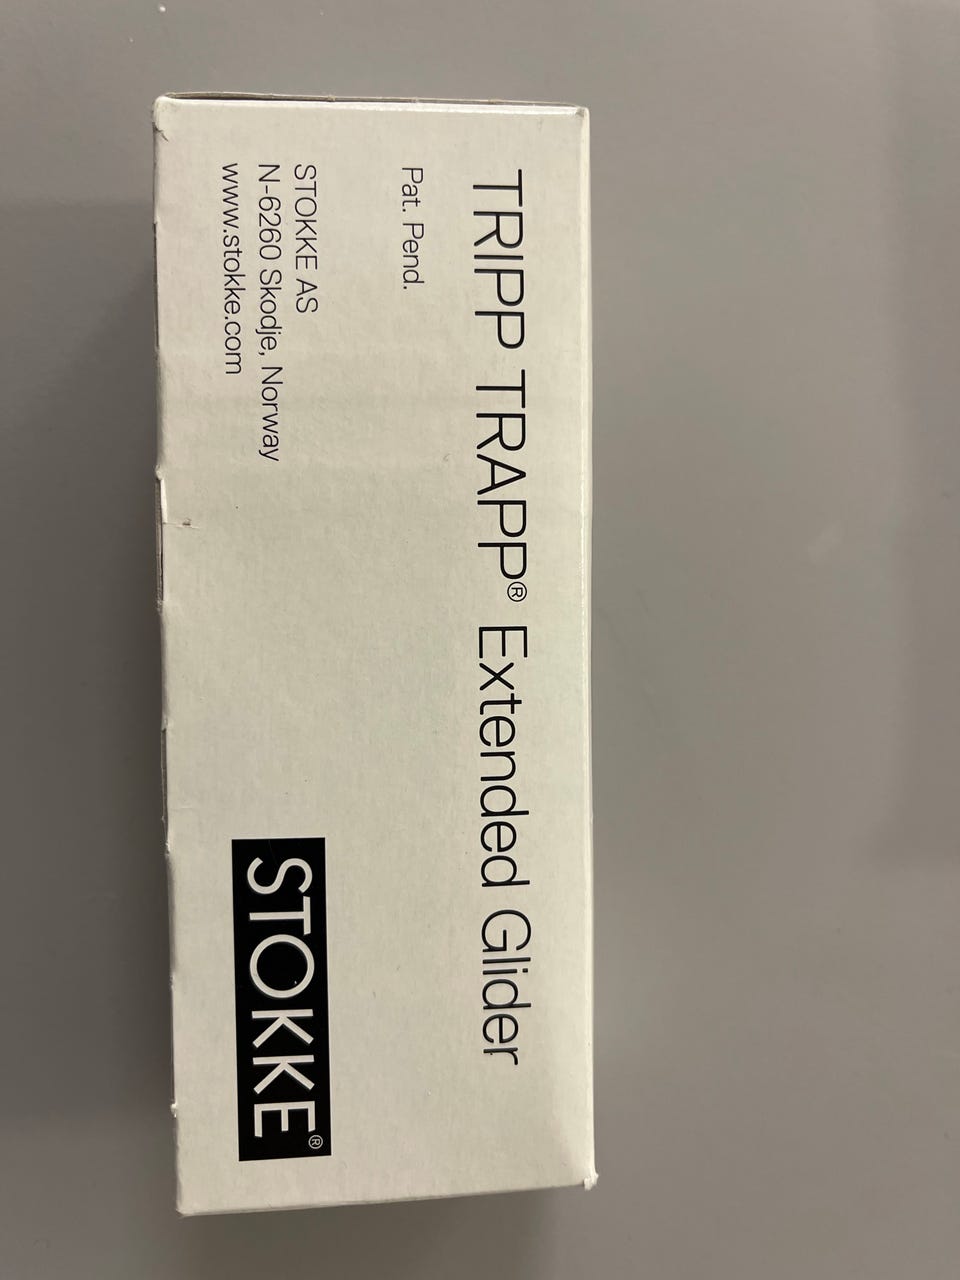 TRIPP TRAPP® Extended Glider
Pat. Pend.
STOKKE AS
N-6260 Skodje, Norway
www.stokke.com
STOKKE®